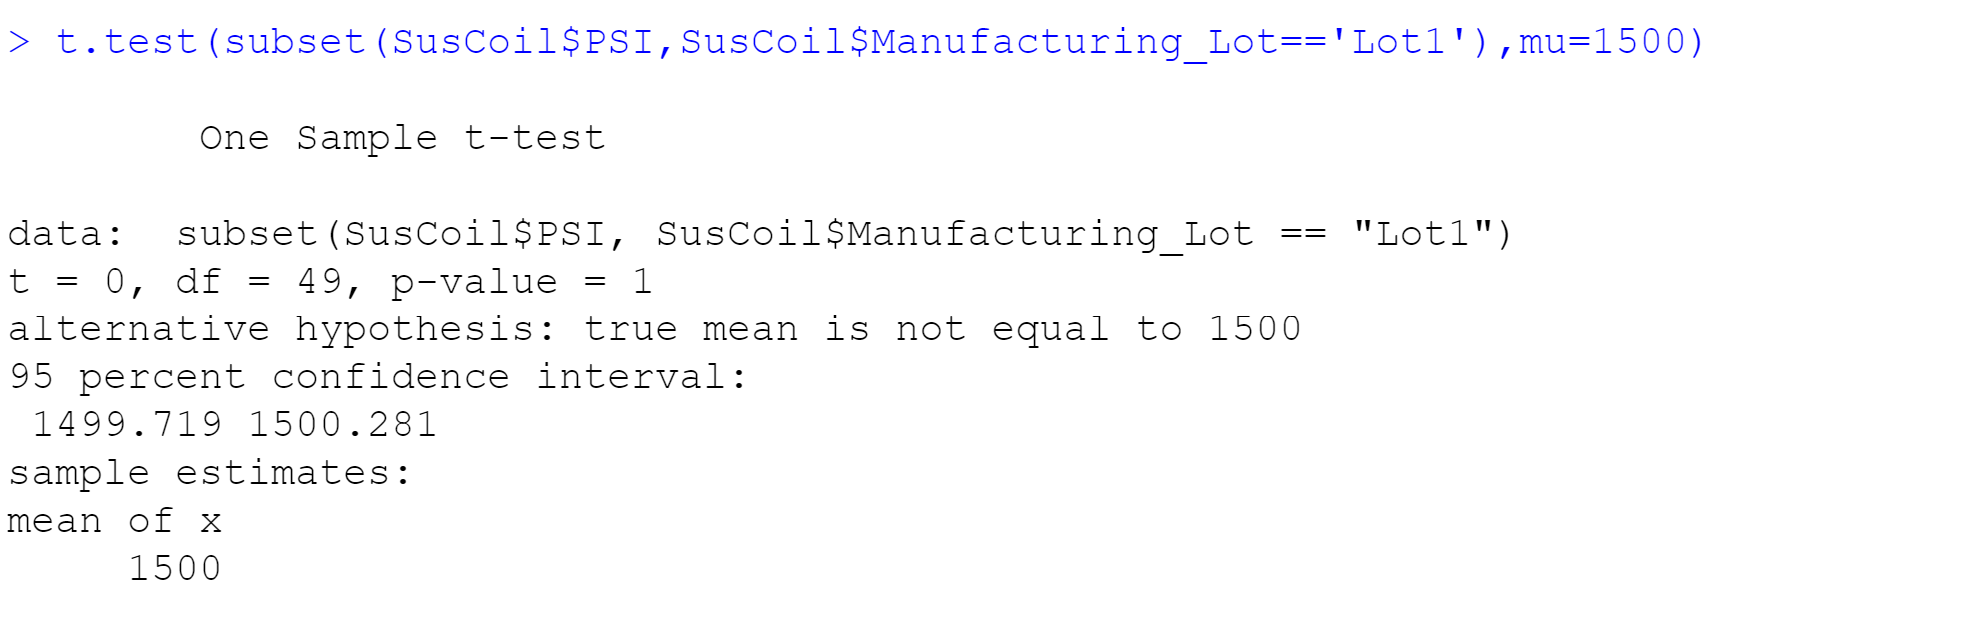 > t.test(subset(SusCoil$PSI,SusCoil$Manufacturing_Lot=='Lot1'),mu=1500)
One Sample t-test
data:  subset(SusCoil$PSI, SusCoil$Manufacturing_Lot == "Lot1")
t = 0, df = 49, p-value = 1
alternative hypothesis: true mean is not equal to 1500
95 percent confidence interval:
1499.719 1500.281
sample estimates:
mean of x
1500